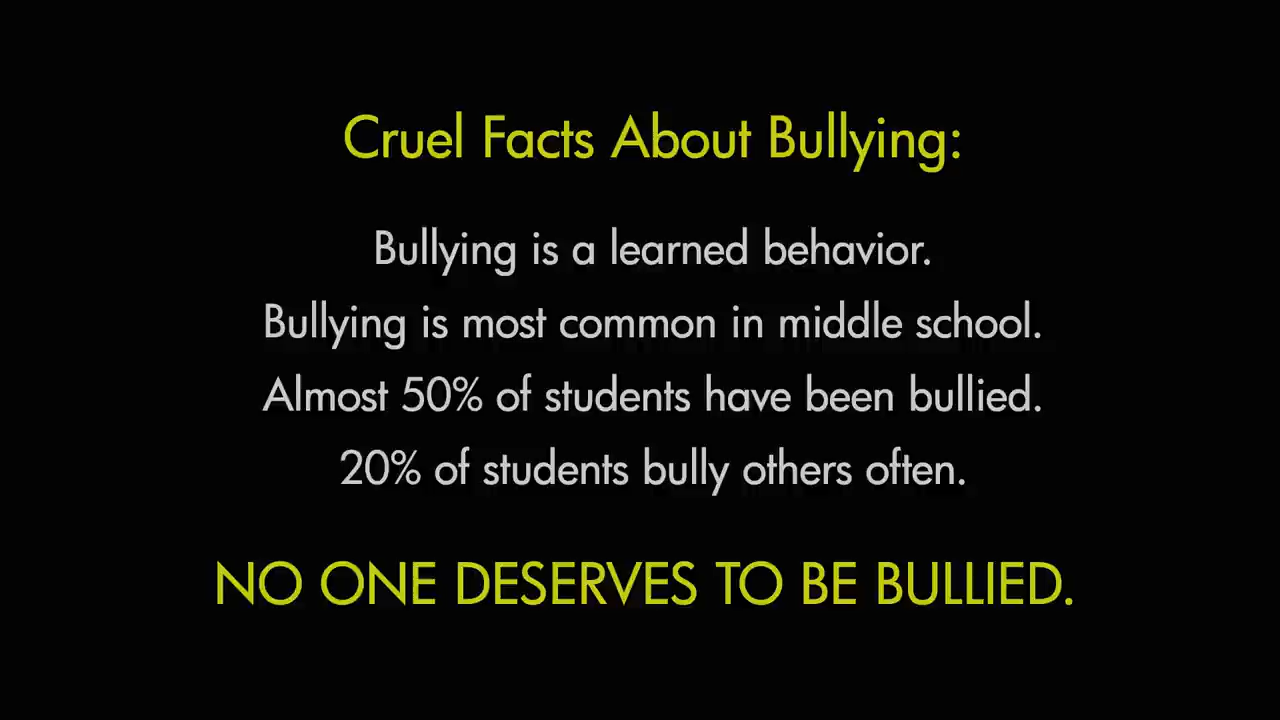 Cruel Facts About Bullying:
Bullying is a learned behavior.
Bullying is most common in middle school.
Almost 50% of students have been bullied.
20% of students bully others often.
NO ONE DESERVES TO BE BULLIED.